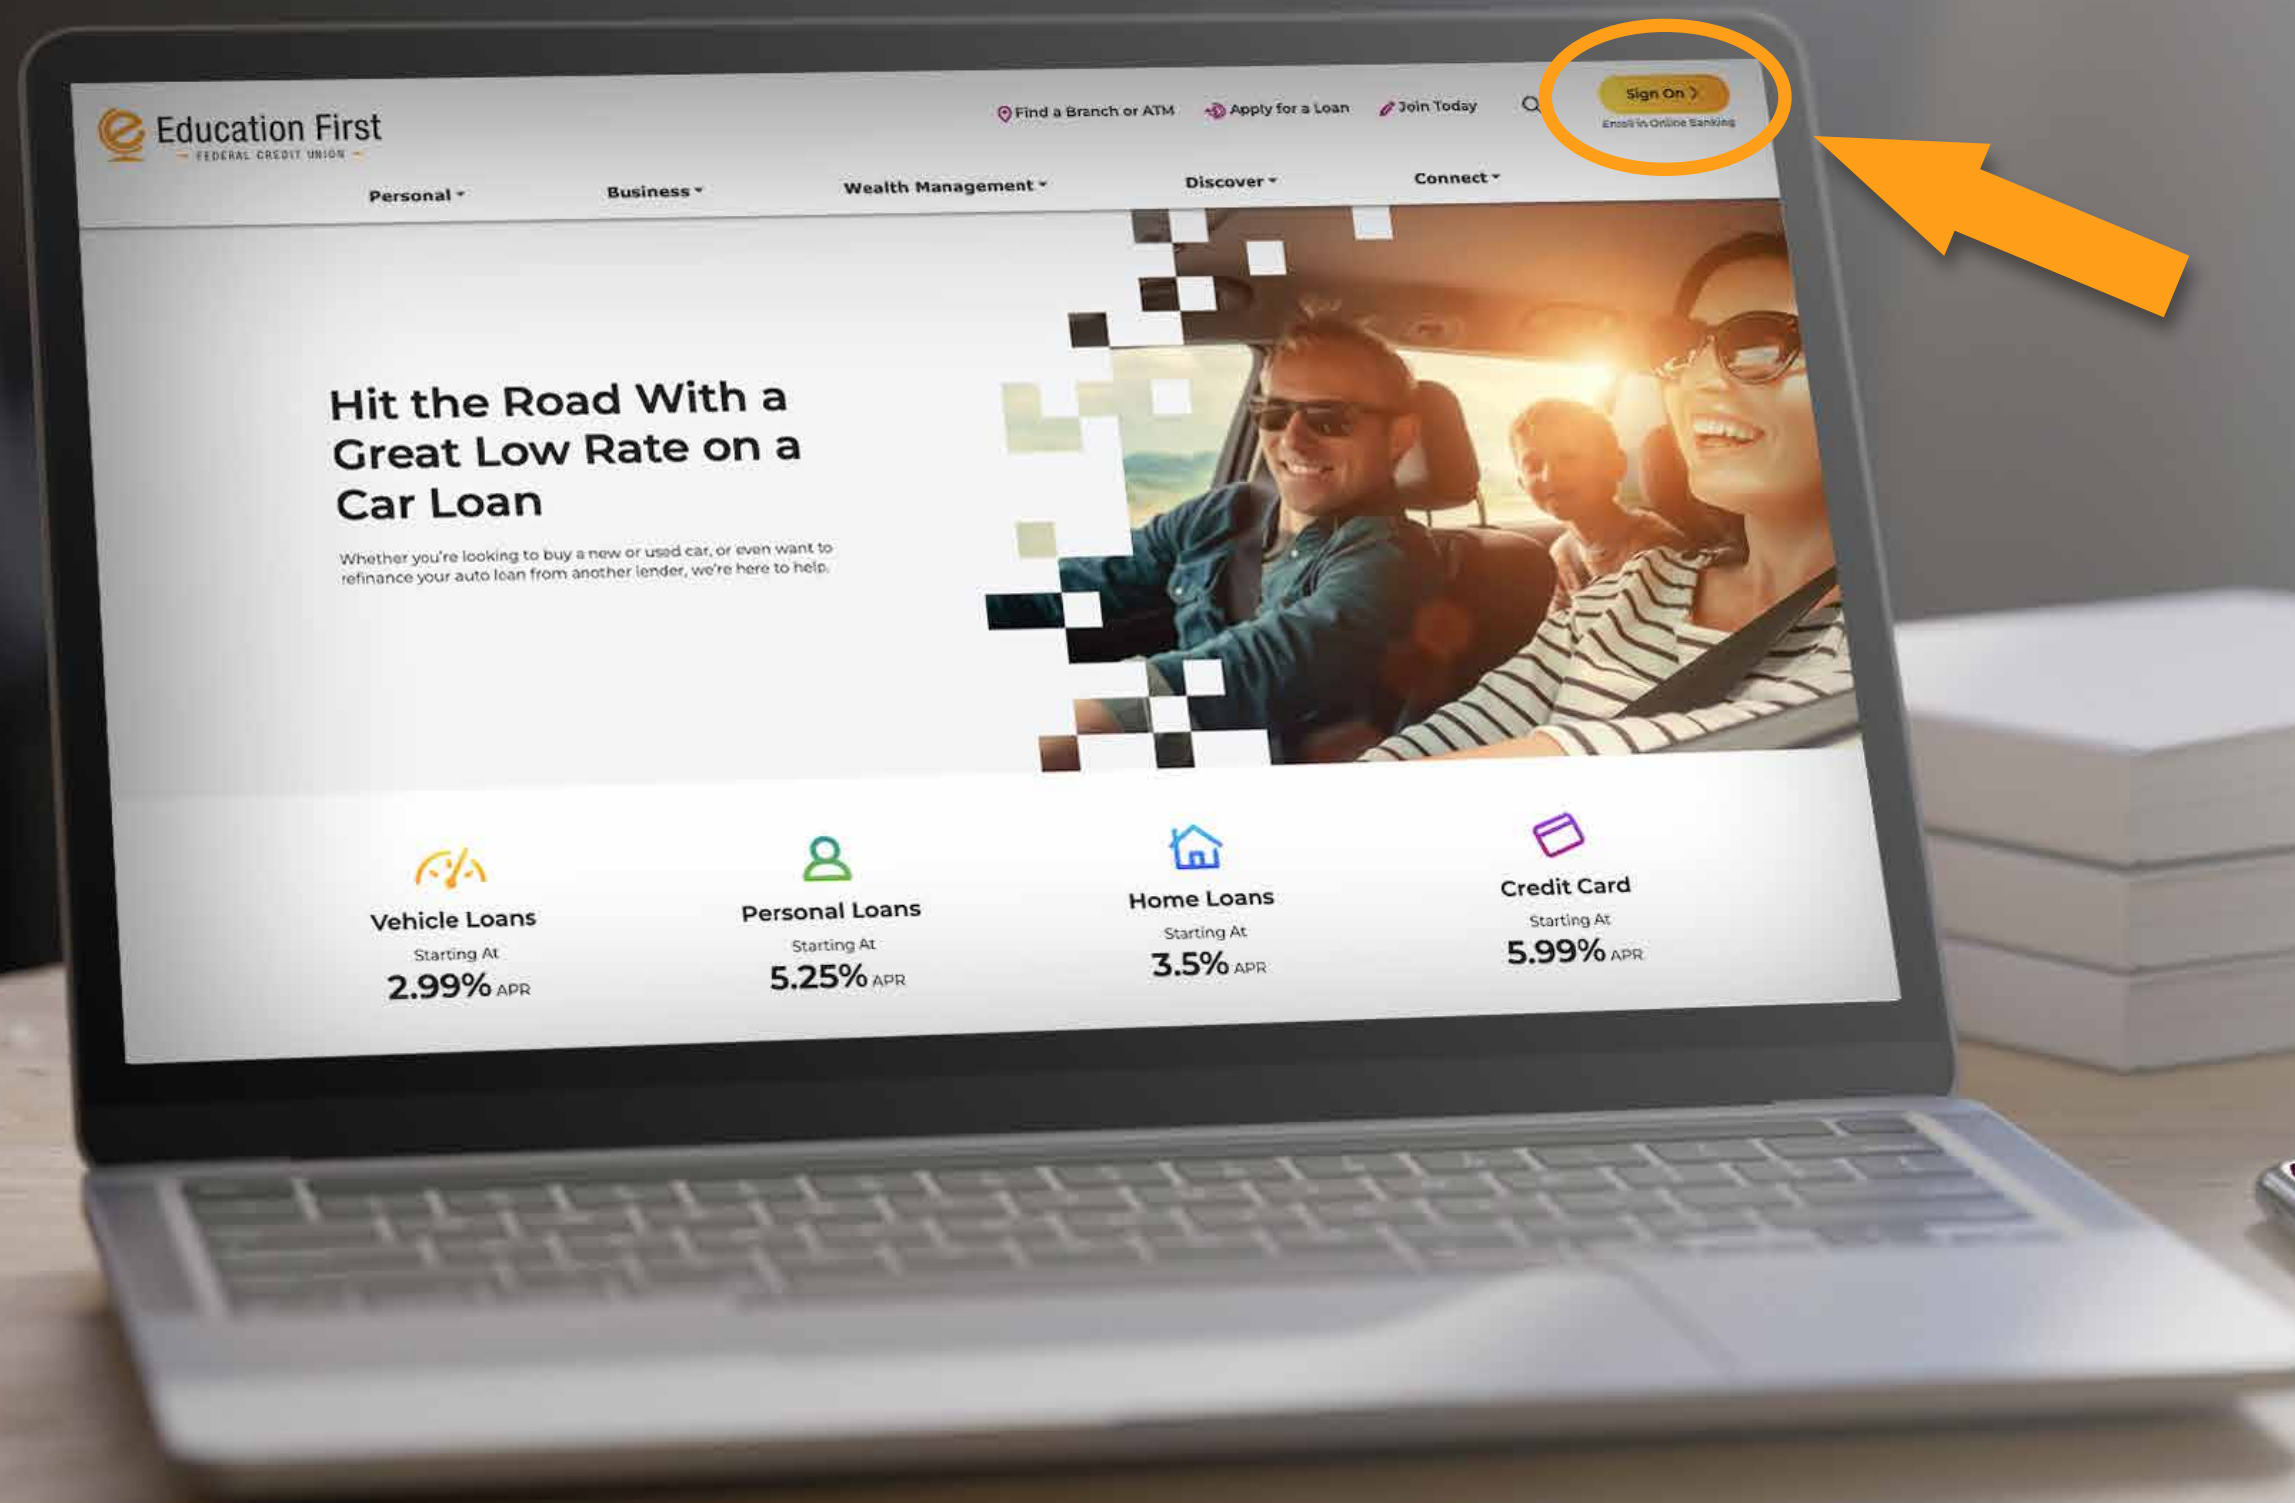 Education First
FEDERAL CREDIT UNION
Find a Branch or ATM
Apply for a Loan
Join Today
Sign On
Enroll in Online Banking
Personal
Business
Wealth Management
Discover
Connect
Hit the Road With a
Great Low Rate on a
Car Loan
Whether you're looking to buy a new or used car, or even want to
refinance your auto loan from another lender, we're here to help.
Vehicle Loans
Starting At
2.99% APR
Personal Loans
Starting At
5.25% APR
Home Loans
Starting At
3.5% APR
Credit Card
Starting At
5.99% APR